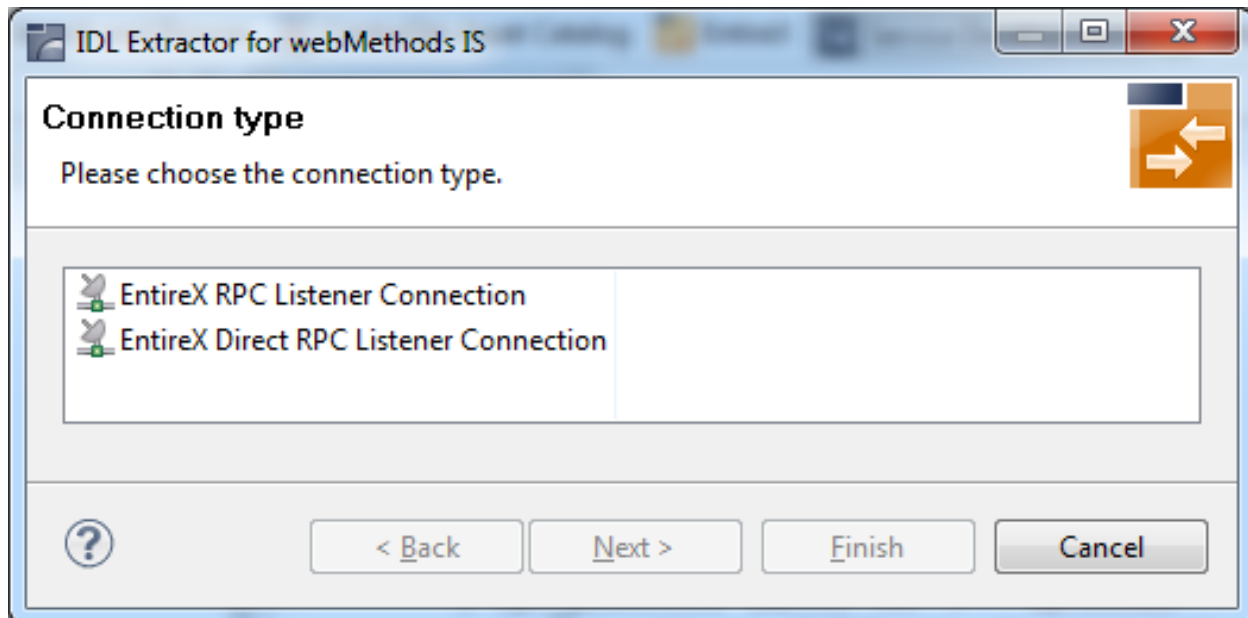 IDL Extractor for webMethods IS
Connection type
Please choose the connection type.
EntireX RPC Listener Connection
EntireX Direct RPC Listener Connection
?
< Back
Next >
Finish
Cancel